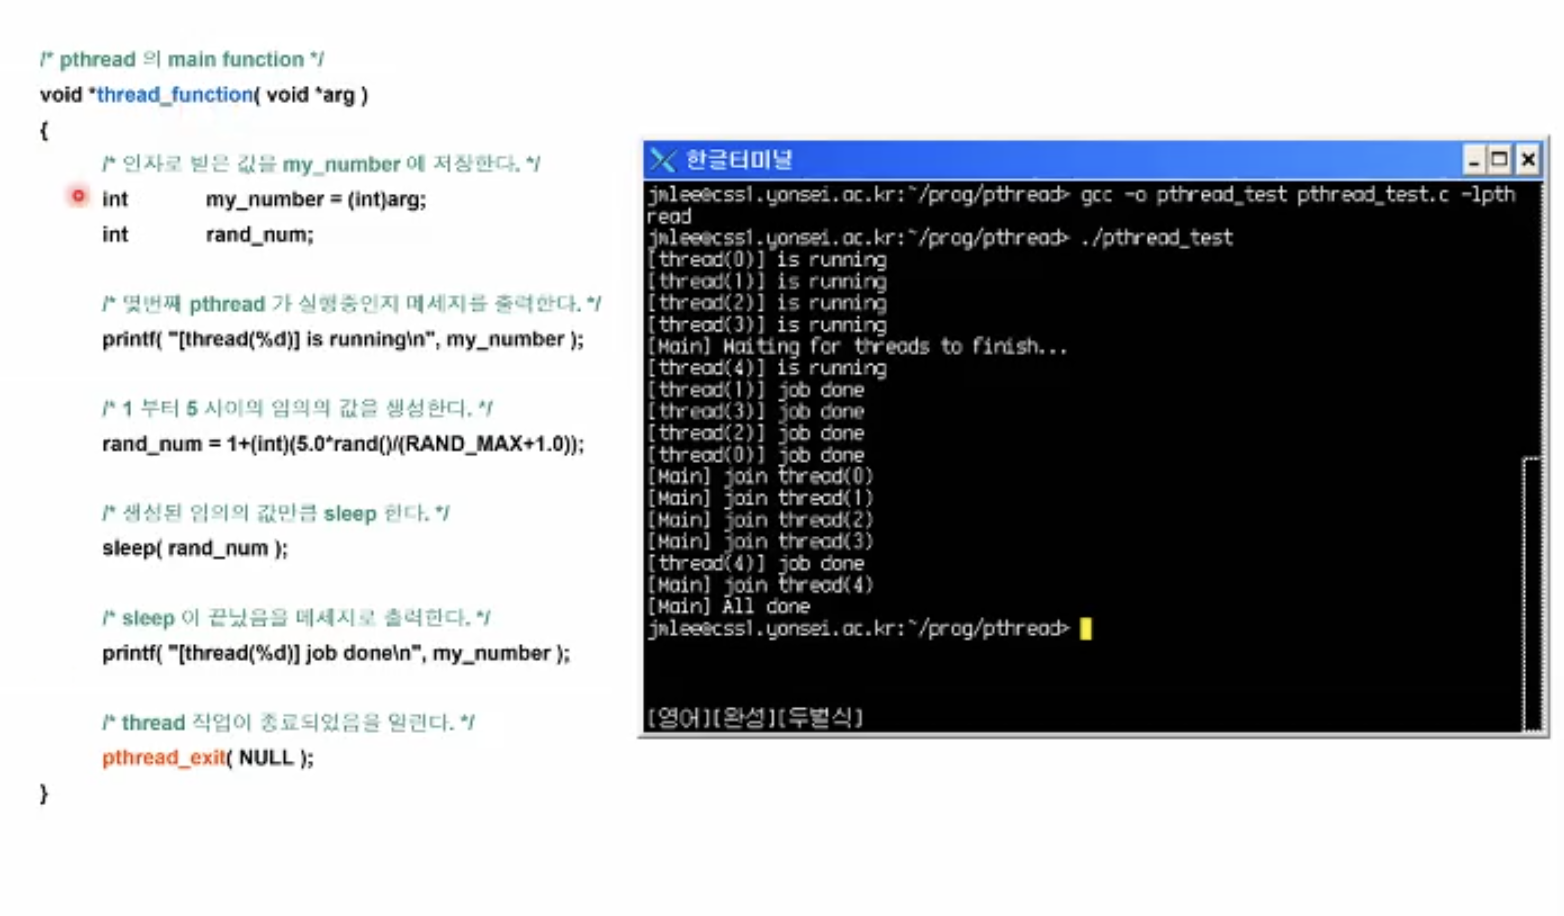 /* pthread 의 main function */
void *thread_function( void *arg )
{
/* 인자로 받은 값을 my_number 에 저장한다. */
int my_number = (int)arg;
int rand_num;
/* 몇번째 pthread 가 실행중인지 메세지를 출력한다. */
printf( "[thread(%d)] is running\n", my_number );
/* 1 부터 5 사이의 임의의 값을 생성한다. */
rand_num = 1+(int)(5.0*rand()/(RAND_MAX+1.0));
/* 생성된 임의의 값만큼 sleep 한다. */
sleep( rand_num );
/* sleep 이 끝났음을 메세지로 출력한다. */
printf( "[thread(%d)] job done\n", my_number );
/* thread 작업이 종료되었음을 알린다. */
pthread_exit( NULL );
}
한글터미널
jmlee@css1.yonsei.ac.kr:~/prog/pthread> gcc -o pthread_test pthread_test.c -lpth
read
jmlee@css1.yonsei.ac.kr:~/prog/pthread> ./pthread_test
[thread(0)] is running
[thread(1)] is running
[thread(2)] is running
[thread(3)] is running
[Main] Waiting for threads to finish...
[thread(4)] is running
[thread(1)] job done
[thread(3)] job done
[thread(2)] job done
[thread(0)] job done
[Main] join thread(0)
[Main] join thread(1)
[Main] join thread(2)
[Main] join thread(3)
[thread(4)] job done
[Main] join thread(4)
[Main] All done
jmlee@css1.yonsei.ac.kr:~/prog/pthread>
[영어][완성][두벌식]